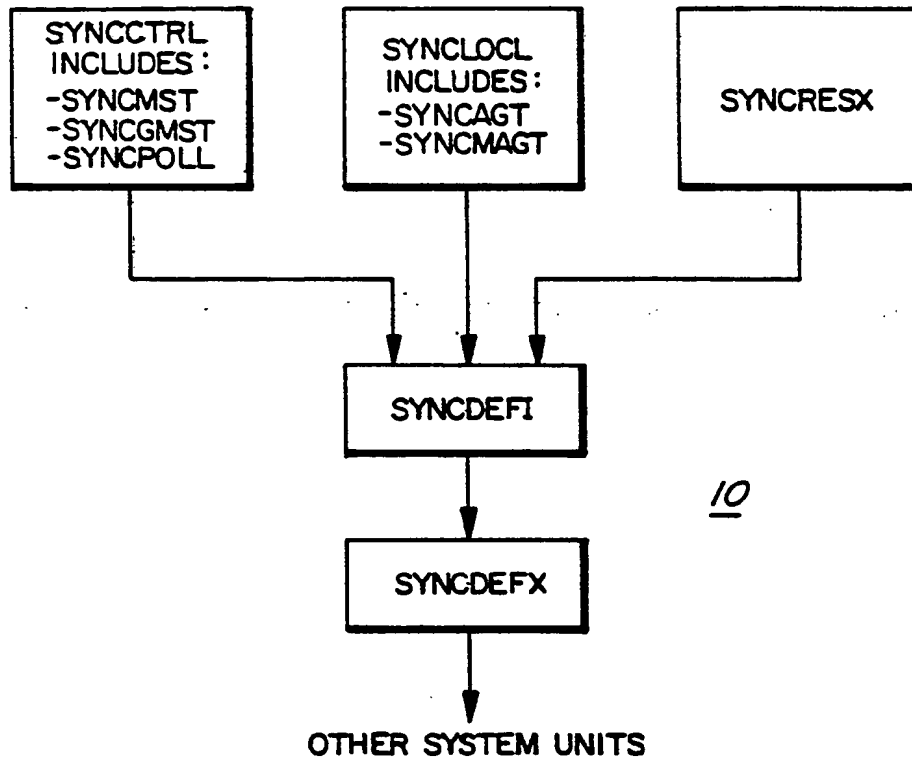 SYNCCTRL
INCLUDES:
-SYNCMST
-SYNCGMST
-SYNCPOLL
SYNCLOCL
INCLUDES:
-SYNCAGT
-SYNCMAGT
SYNCRESX
SYNCDEFI
10
SYNCDEFX
OTHER SYSTEM UNITS